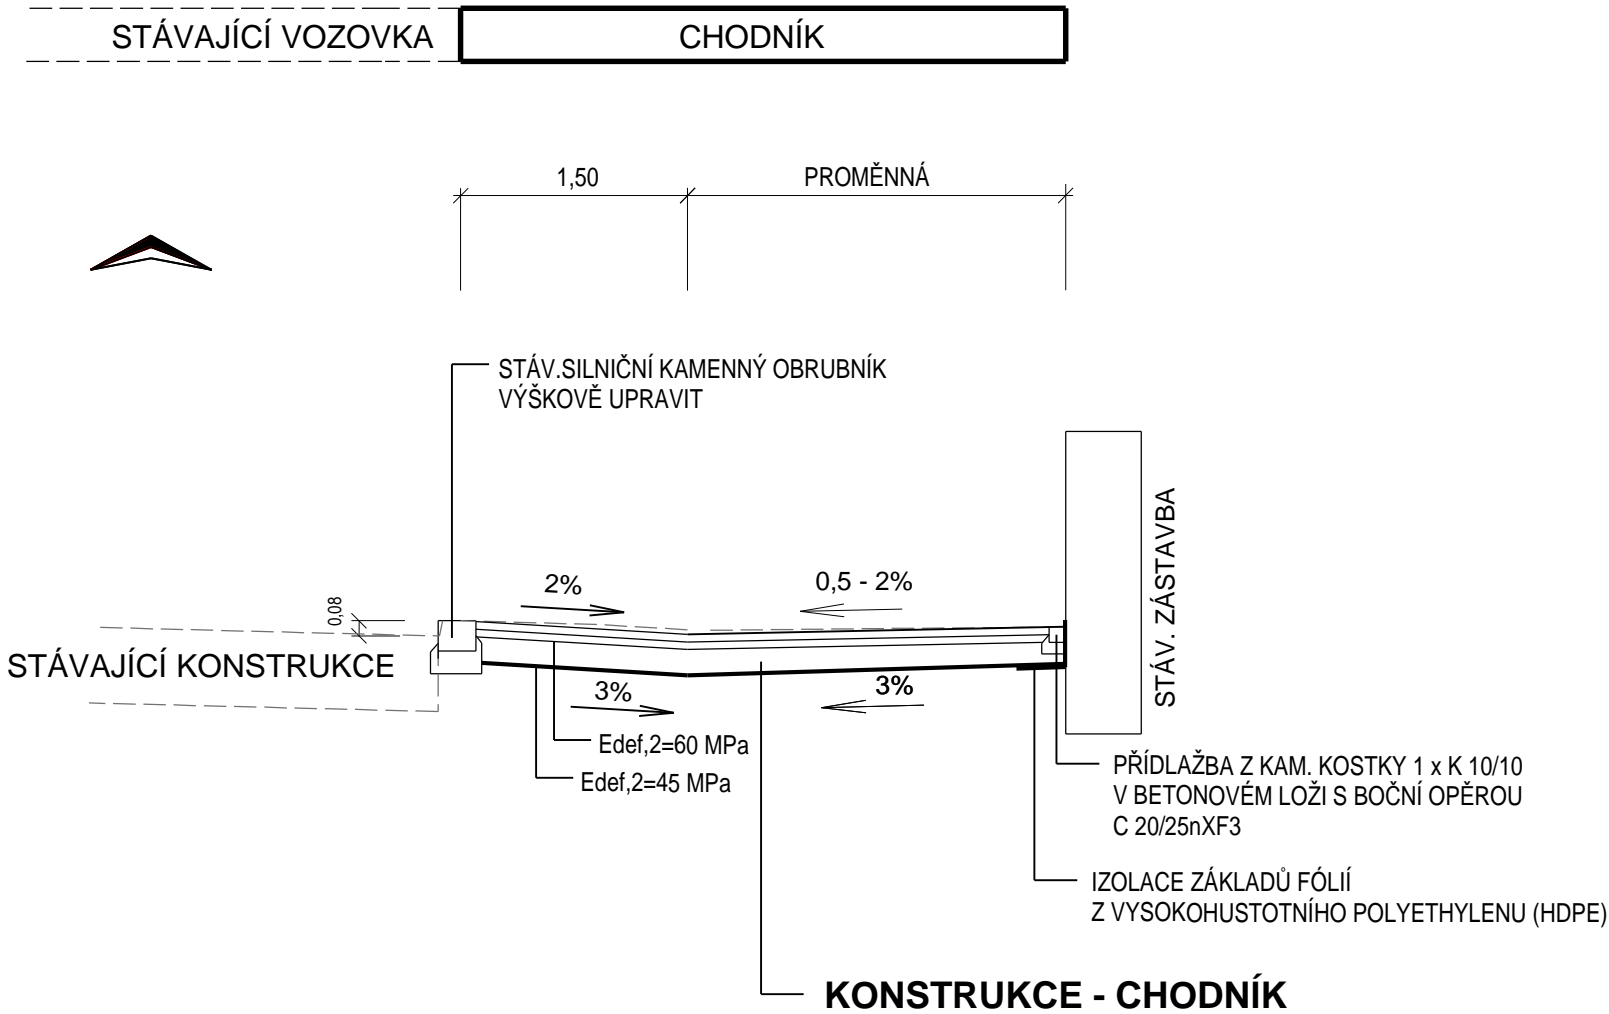 STÁVAJÍCÍ VOZOVKA
CHODNÍK
1,50
PROMĚNNÁ
STÁV.SILNIČNÍ KAMENNÝ OBRUBNÍK
VÝŠKOVĚ UPRAVIT
STÁV. ZÁSTAVBA
2%
0,5 - 2%
0,08
STÁVAJÍCÍ KONSTRUKCE
3%
3%
Edef,2=60 MPa
Edef,2=45 MPa
PŘÍDLAŽBA Z KAM. KOSTKY 1 x K 10/10
V BETONOVÉM LOŽI S BOČNÍ OPĚROU
C 20/25nXF3
IZOLACE ZÁKLADŮ FÓLIÍ
Z VYSOKOHUSTOTNÍHO POLYETHYLENU (HDPE)
KONSTRUKCE - CHODNÍK